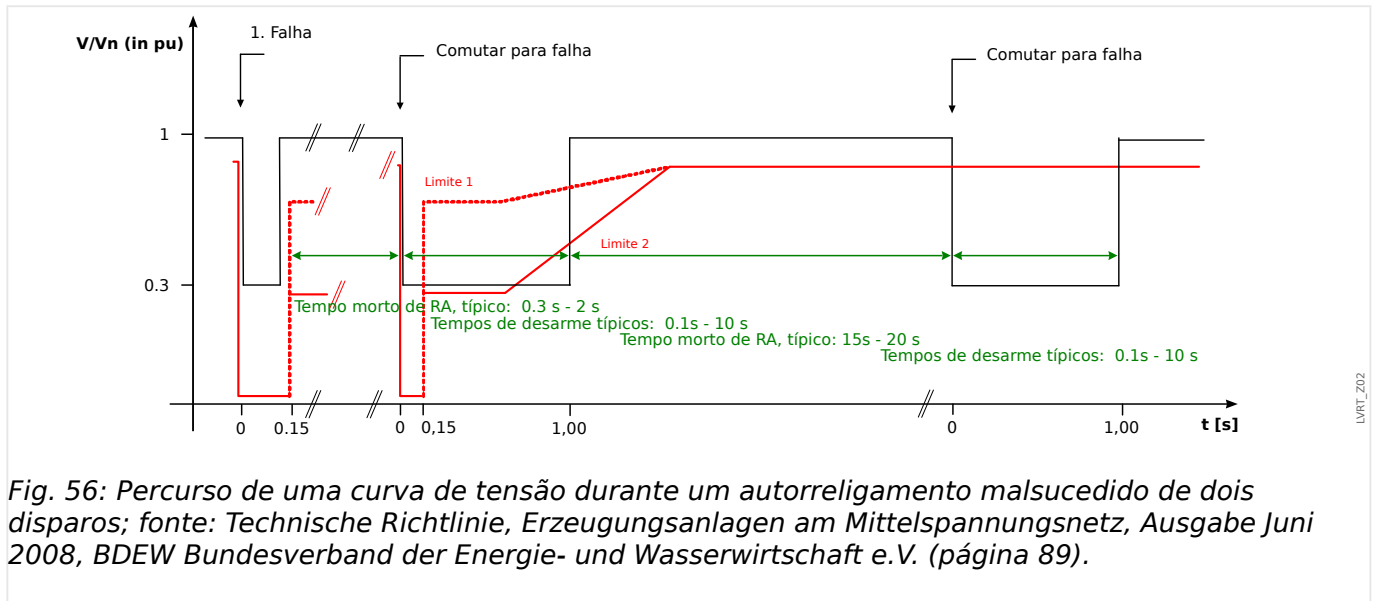 1. Falha
V/Vn (in pu)
Comutar para falha
Comutar para falha
1
Limite 1
Limite 2
0.3
Tempo morto de RA, típico: 0.3 s - 2 s
Tempos de desarme típicos: 0.1s - 10 s
Tempo morto de RA, típico: 15s - 20 s
Tempos de desarme típicos: 0.1s - 10 s
LVRT_Z02
0 0.15 0 0,15 1,00 0 1,00 t [s]
Fig. 56: Percurso de uma curva de tensão durante um autorreligamento malsucedido de dois
disparos; fonte: Technische Richtlinie, Erzeugungsanlagen am Mittelspannungsnetz, Ausgabe Juni
2008, BDEW Bundesverband der Energie- und Wasserwirtschaft e.V. (página 89).